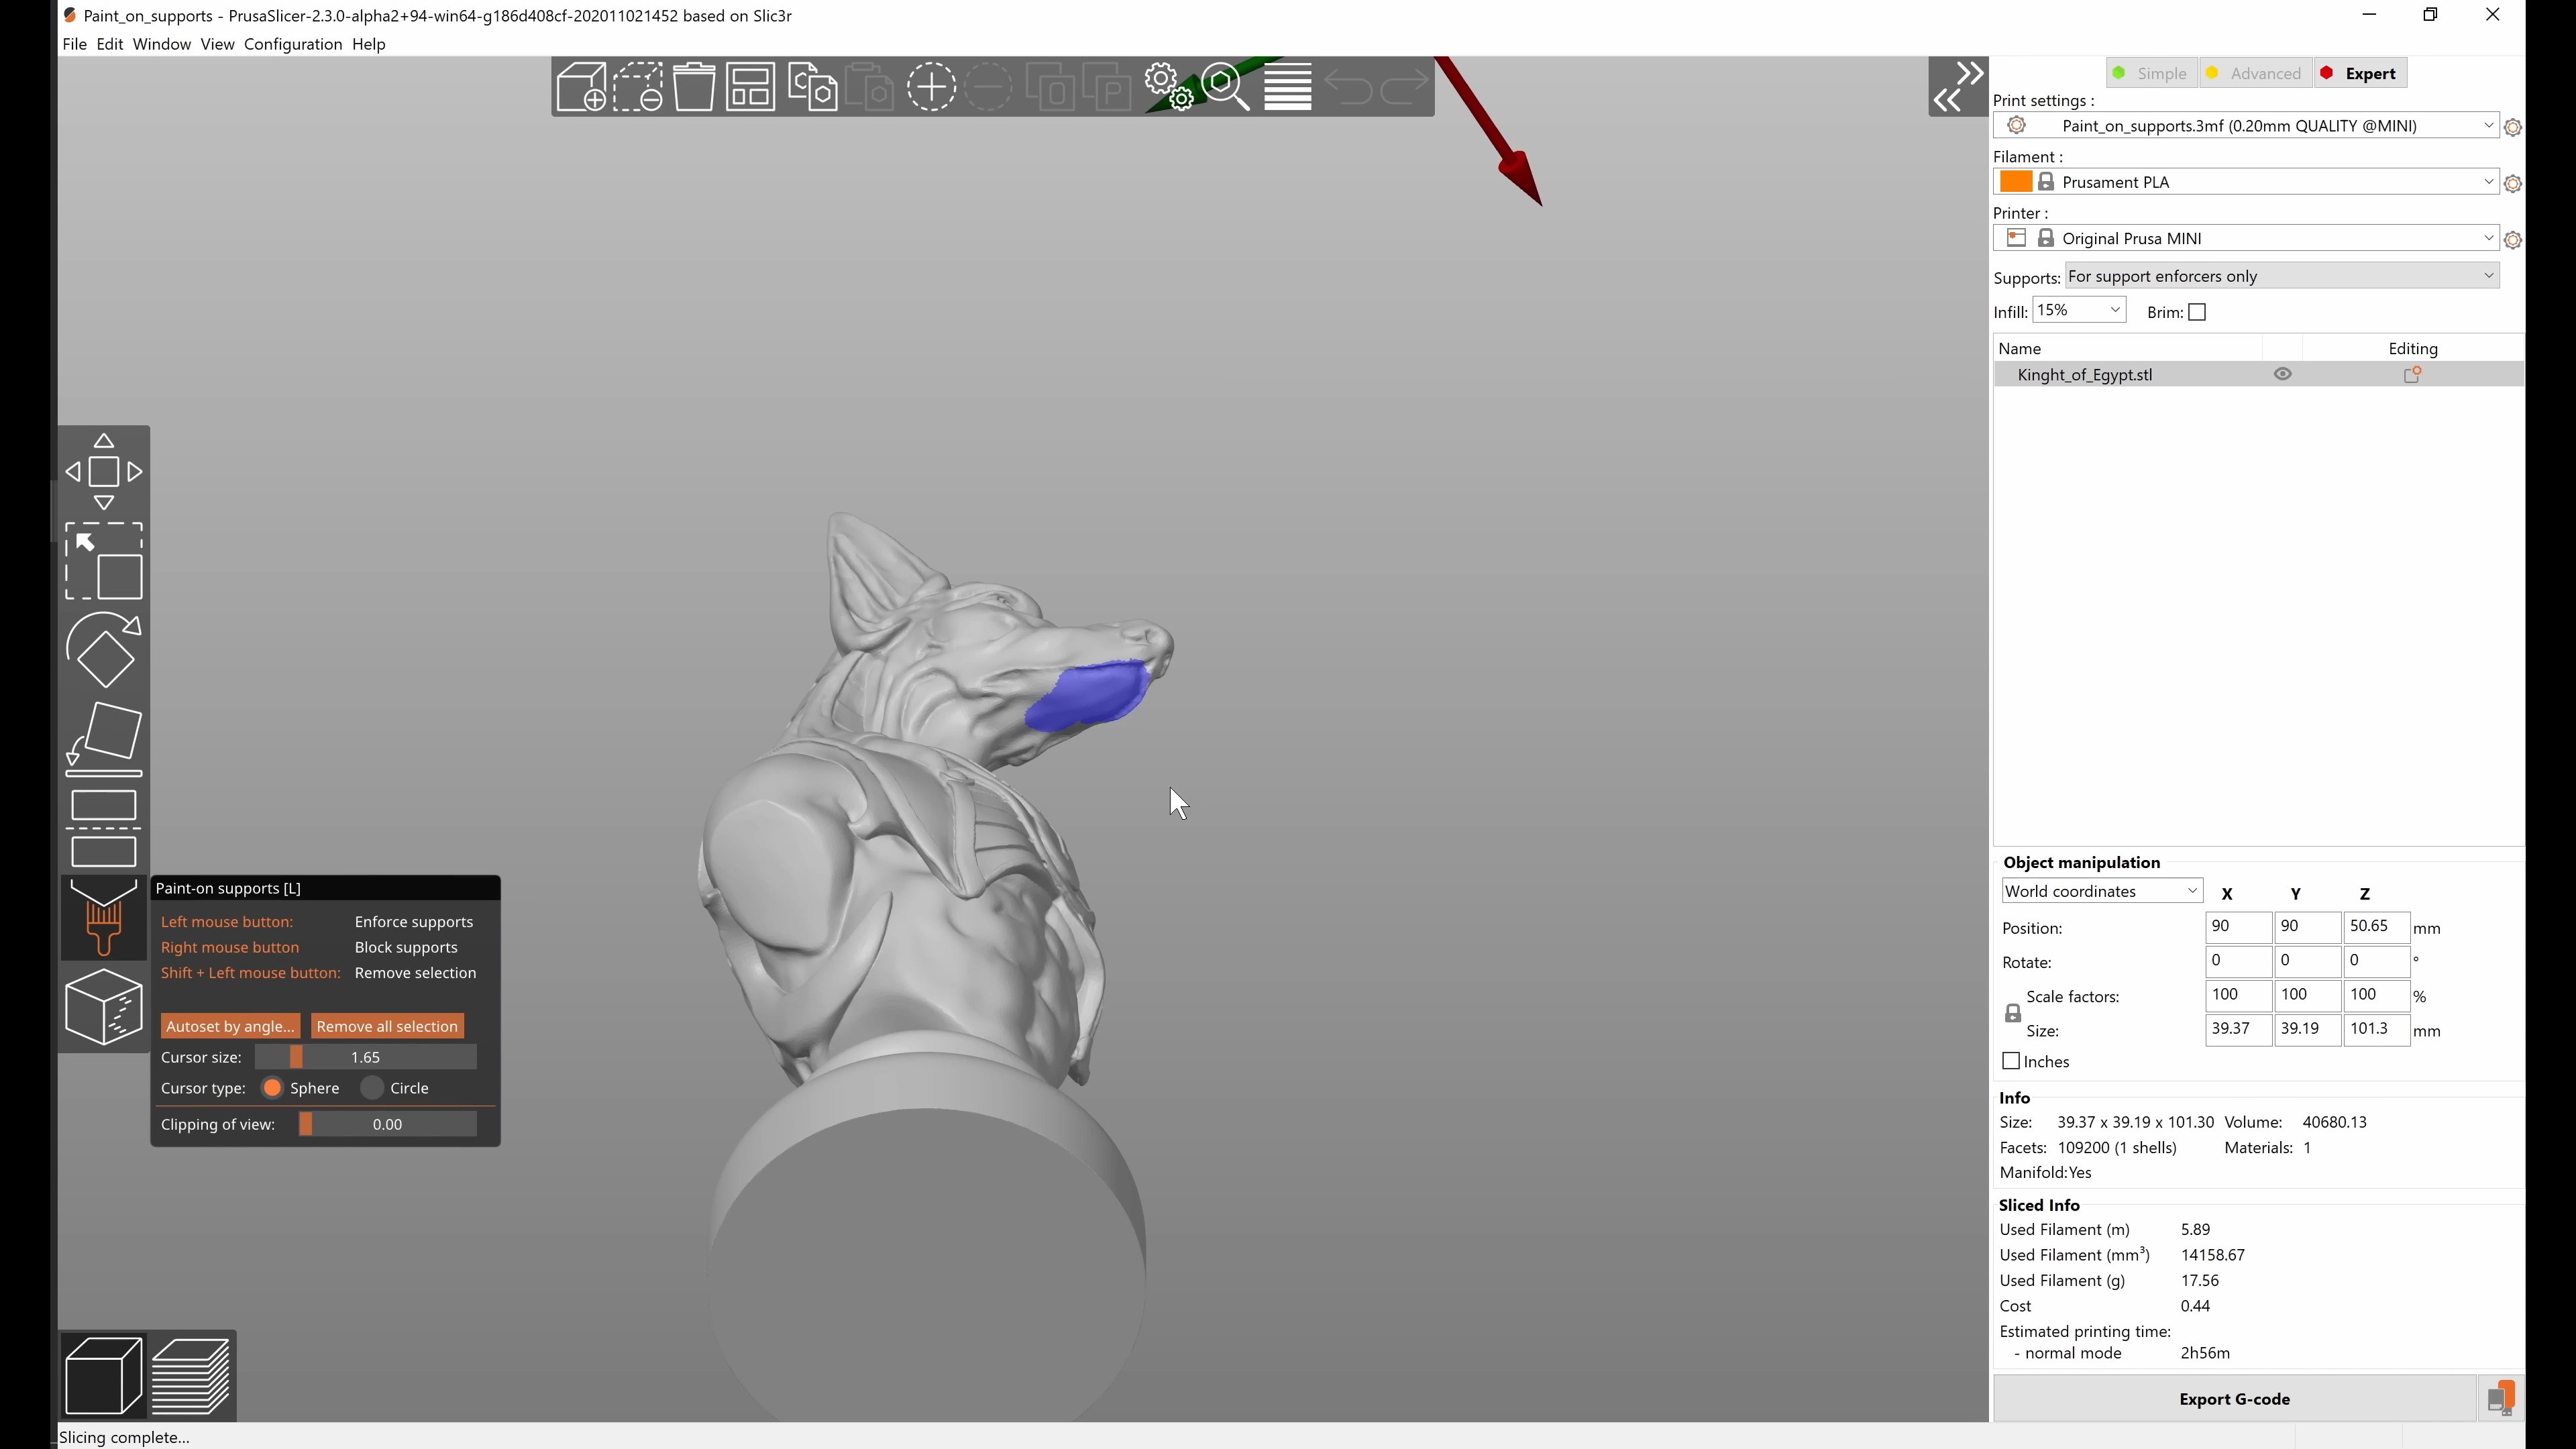 Paint_on_supports - PrusaSlicer-2.3.0-alpha2+94-win64-g186d408cf-202011021452 based on Slic3r
File Edit Window View Configuration Help
Simple Advanced Expert
Print settings :
Paint_on_supports.3mf (0.20mm QUALITY @MINI)
Filament :
Prusament PLA
Printer :
Original Prusa MINI
Supports: For support enforcers only
Infill: 15% Brim:
Name Editing
Kinght_of_Egypt.stl
Paint-on supports [L]
Left mouse button: Enforce supports
Right mouse button Block supports
Shift + Left mouse button: Remove selection
Autoset by angle... Remove all selection
Cursor size: 1.65
Cursor type: Sphere Circle
Clipping of view: 0.00
Object manipulation
World coordinates X Y Z
Position: 90 90 50.65 mm
Rotate: 0 0 0 °
Scale factors: 100 100 100 %
Size: 39.37 39.19 101.3 mm
Inches
Info
Size: 39.37 x 39.19 x 101.30 Volume: 40680.13
Facets: 109200 (1 shells) Materials: 1
Manifold:Yes
Sliced Info
Used Filament (m) 5.89
Used Filament (mm³) 14158.67
Used Filament (g) 17.56
Cost 0.44
Estimated printing time:
- normal mode 2h56m
Export G-code
Slicing complete...